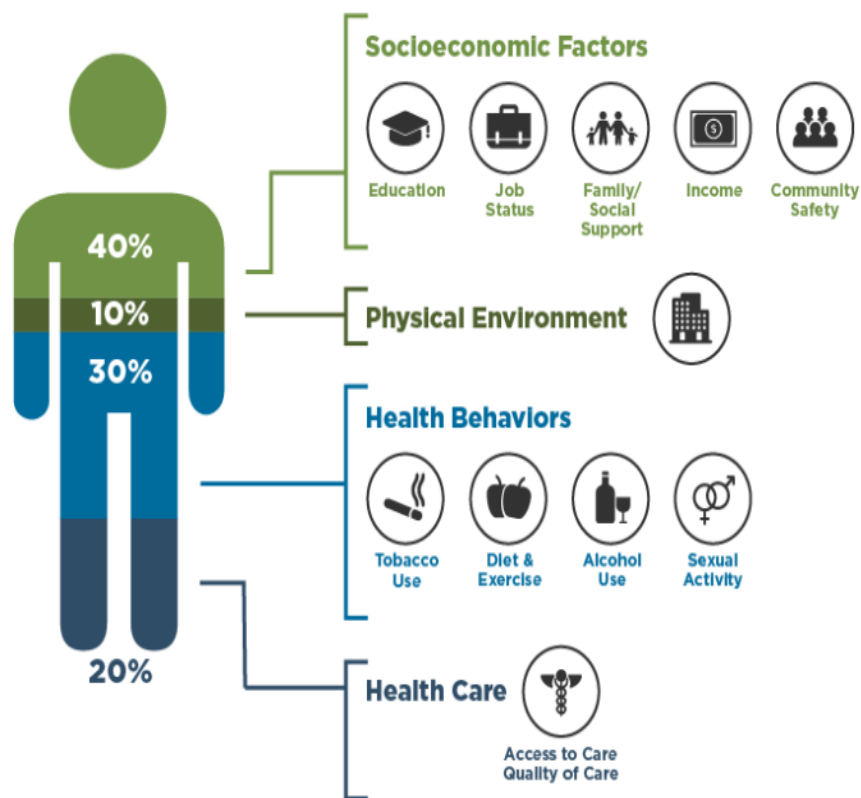 Socioeconomic Factors
Education
Job
Status
Family/
Social
Support
Income
Community
Safety
40%
10%
Physical Environment
30%
Health Behaviors
Tobacco
Use
Diet &
Exercise
Alcohol
Use
Sexual
Activity
20%
Health Care
Access to Care
Quality of Care